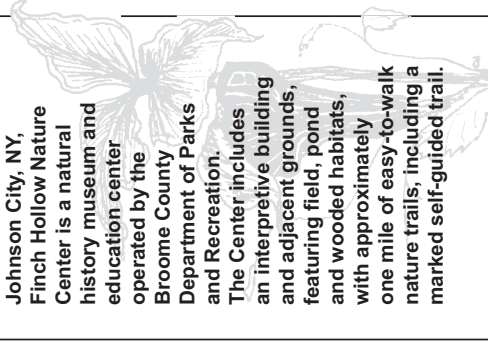 Johnson City, NY,
Finch Hollow Nature
Center is a natural
history museum and
education center
operated by the
Broome County
Department of Parks
and Recreation.
The Center includes
an interpretive building
and adjacent grounds,
featuring field, pond
and wooded habitats,
with approximately
one mile of easy-to-walk
nature trails, including a
marked self-guided trail.